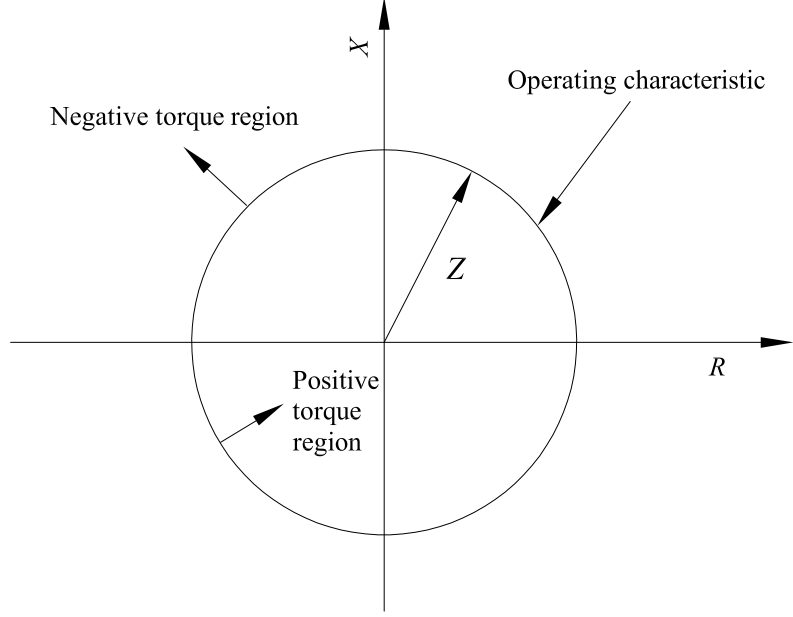 X
Operating characteristic
Negative torque region
Z
R
Positive
torque
region